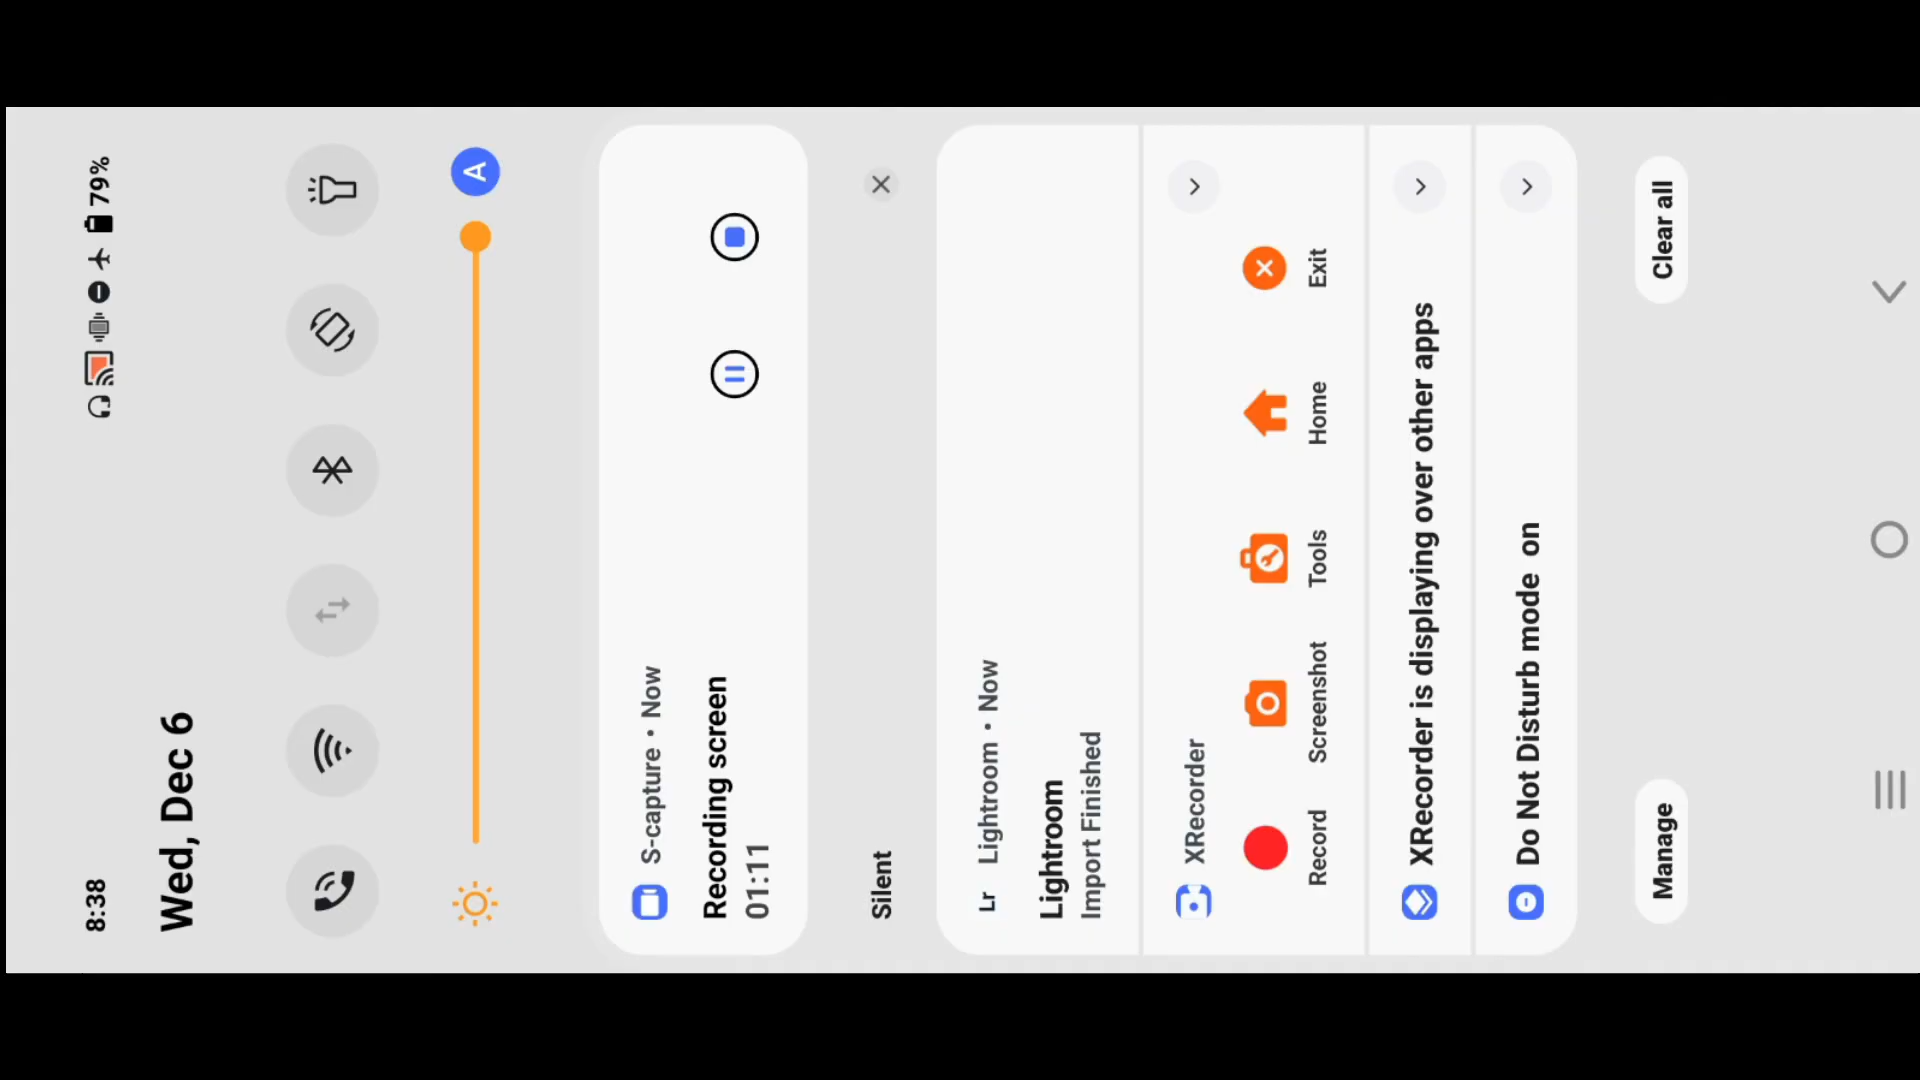 8:38
79%
Wed, Dec 6
A
S-capture • Now
Recording screen
01:11
Silent
Lr Lightroom • Now
Lightroom
Import Finished
XRecorder
Record Screenshot Tools Home Exit
XRecorder is displaying over other apps
Do Not Disturb mode on
Manage Clear all